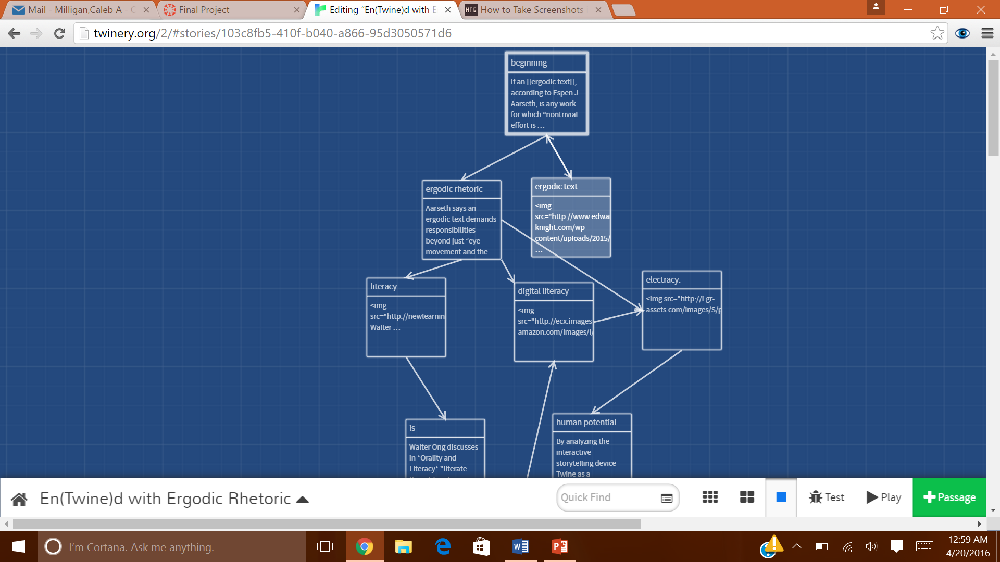 Mail - Milligan,Caleb A - C
Final Project
Editing “En(Twine)d with E
HTG How to Take Screenshots i
twinery.org/2/#stories/103c8fb5-410f-b040-a866-95d3050571d6
beginning
If an [[ergodic text]],
according to Espen J.
Aarseth, is any work
for which “nontrivial
effort is …
ergodic rhetoric
Aarseth says an
ergodic text demands
responsibilities
beyond just “eye
movement and the
ergodic text
<img
src="http://www.edwa
knight.com/wp-
content/uploads/2015/
…
literacy
<img
src="http://newlearnin
Walter …
digital literacy
<img
src="http://ecx.images
amazon.com/images/I/
electracy.
<img src="http://i.gr-
assets.com/images/S/p
is
Walter Ong discusses
in *Orality and
Literacy* "literate
human potential
By analyzing the
interactive
storytelling device
Twine as a
En(Twine)d with Ergodic Rhetoric
Quick Find
Test
Play
Passage
I'm Cortana. Ask me anything.
12:59 AM
4/20/2016